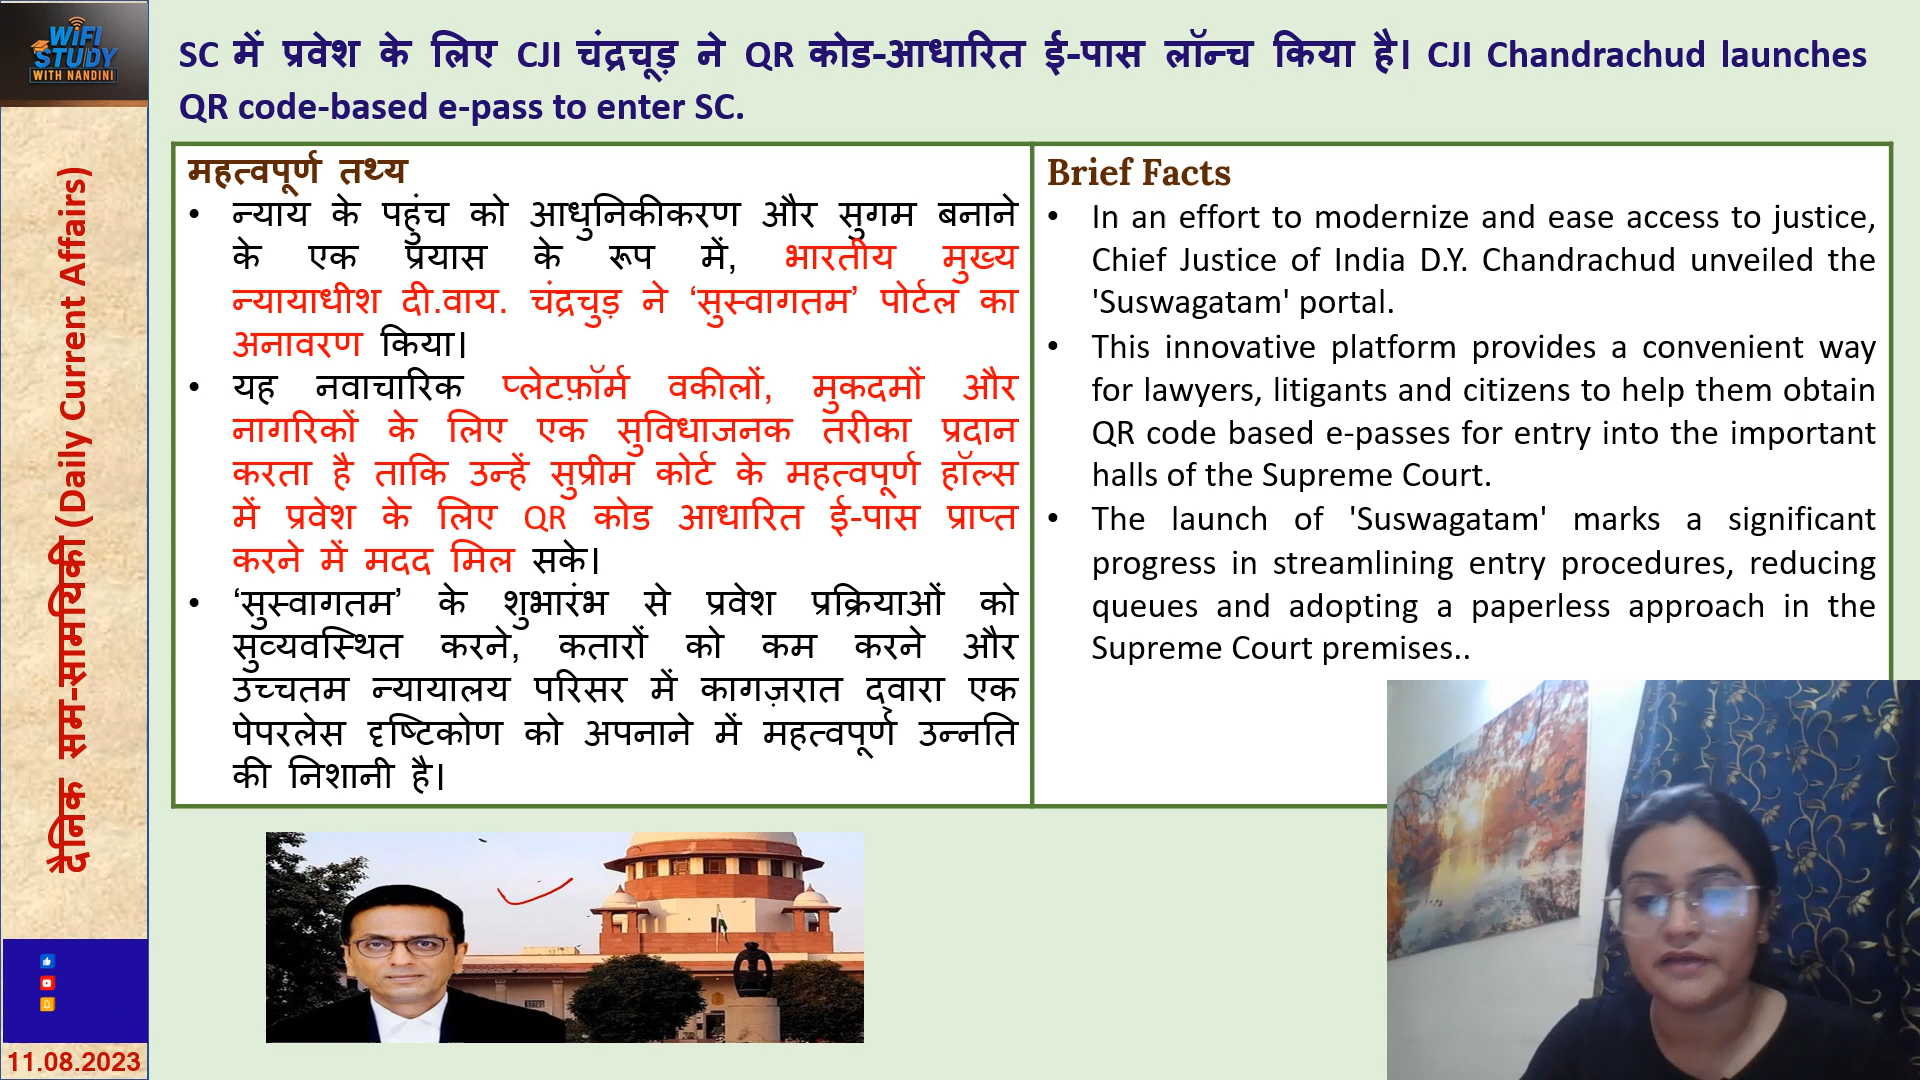 WiFi
STUDY
WITH NANDINI
दैनिक सम-सामयिकी (Daily Current Affairs)
11.08.2023
SC में प्रवेश के लिए CJI चंद्रचूड़ ने QR कोड-आधारित ई-पास लॉन्च किया है। CJI Chandrachud launches
QR code-based e-pass to enter SC.
महत्वपूर्ण तथ्य
• न्याय के पहुंच को आधुनिकीकरण और सुगम बनाने
के एक प्रयास के रूप में, भारतीय मुख्य
न्यायाधीश दी.वाय. चंद्रचुड़ ने ‘सुस्वागतम’ पोर्टल का
अनावरण किया।
• यह नवाचारिक प्लेटफ़ॉर्म वकीलों, मुकदमों और
नागरिकों के लिए एक सुविधाजनक तरीका प्रदान
करता है ताकि उन्हें सुप्रीम कोर्ट के महत्वपूर्ण हॉल्स
में प्रवेश के लिए QR कोड आधारित ई-पास प्राप्त
करने में मदद मिल सके।
• ‘सुस्वागतम’ के शुभारंभ से प्रवेश प्रक्रियाओं को
सुव्यवस्थित करने, कतारों को कम करने और
उच्चतम न्यायालय परिसर में कागज़रात द्वारा एक
पेपरलेस दृष्टिकोण को अपनाने में महत्वपूर्ण उन्नति
की निशानी है।
Brief Facts
• In an effort to modernize and ease access to justice,
Chief Justice of India D.Y. Chandrachud unveiled the
'Suswagatam' portal.
• This innovative platform provides a convenient way
for lawyers, litigants and citizens to help them obtain
QR code based e-passes for entry into the important
halls of the Supreme Court.
• The launch of 'Suswagatam' marks a significant
progress in streamlining entry procedures, reducing
queues and adopting a paperless approach in the
Supreme Court premises..